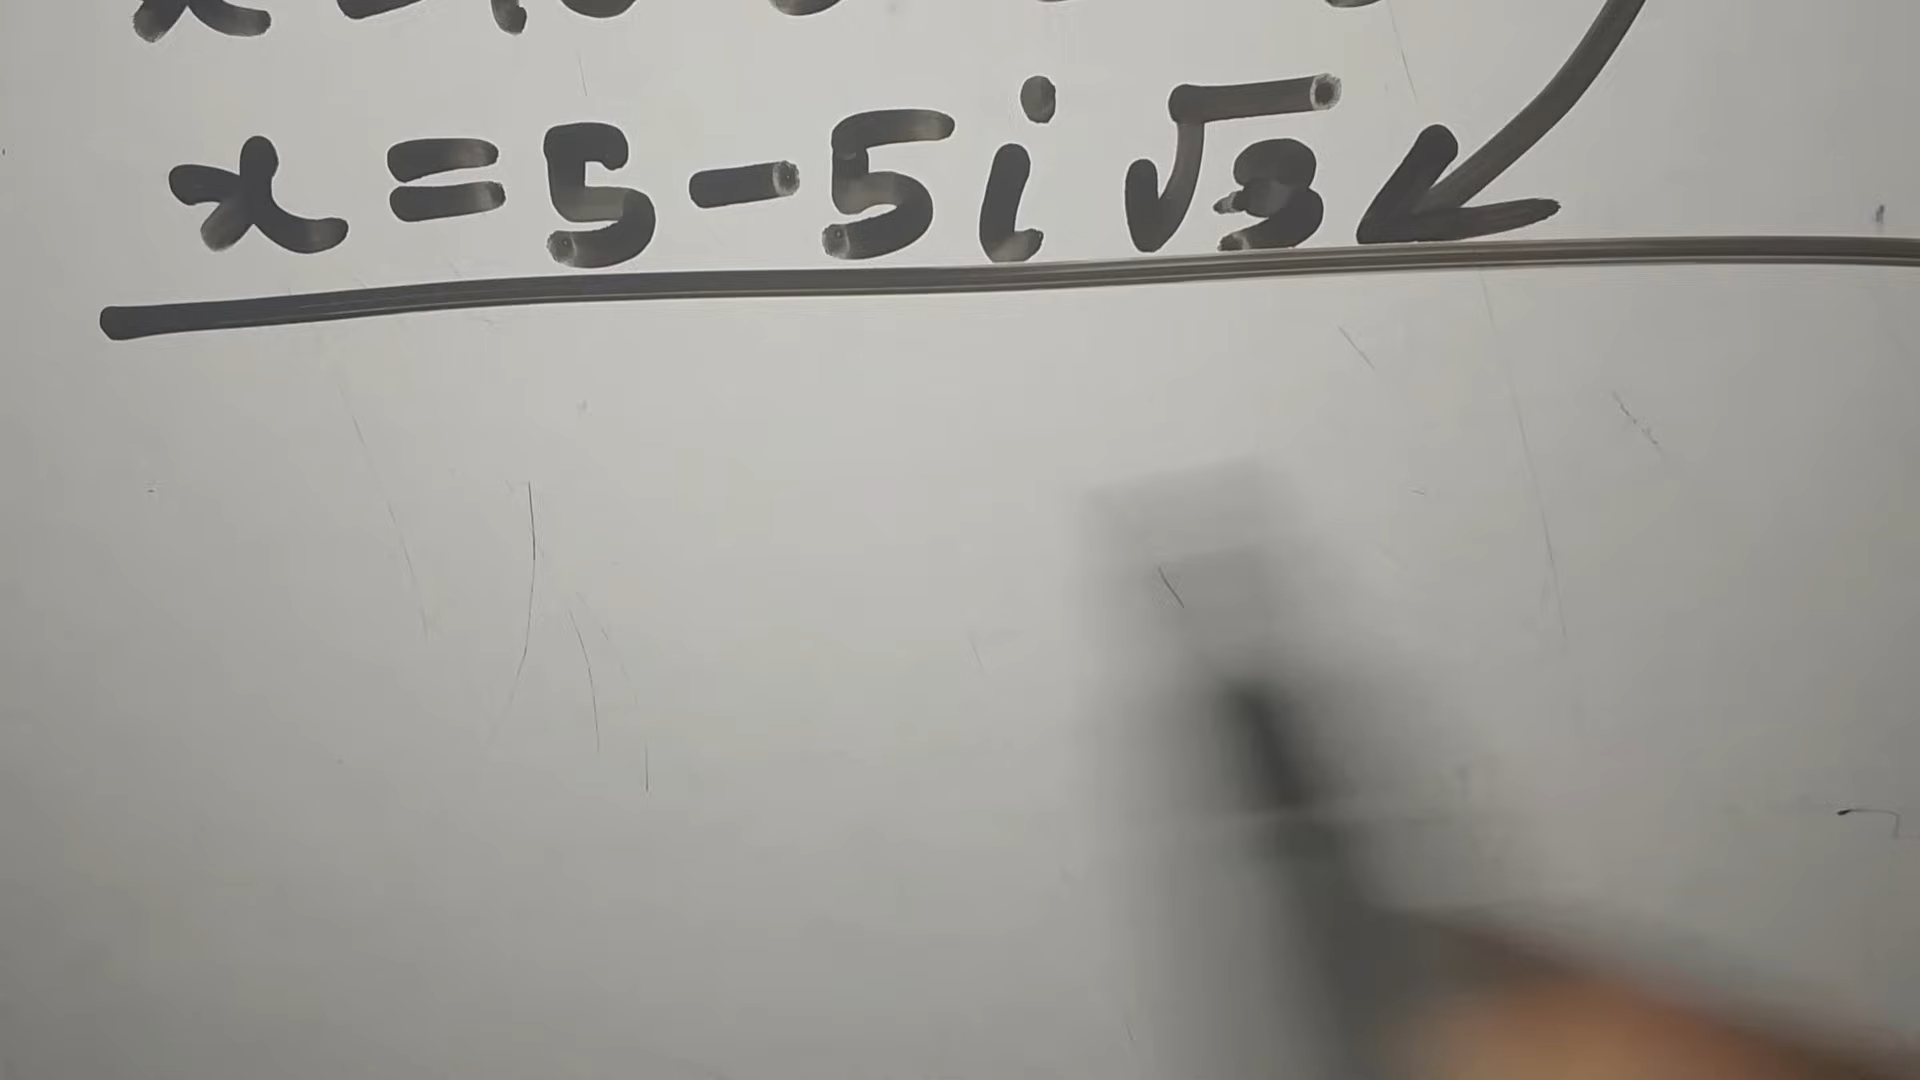 x = 5 - 5i √3